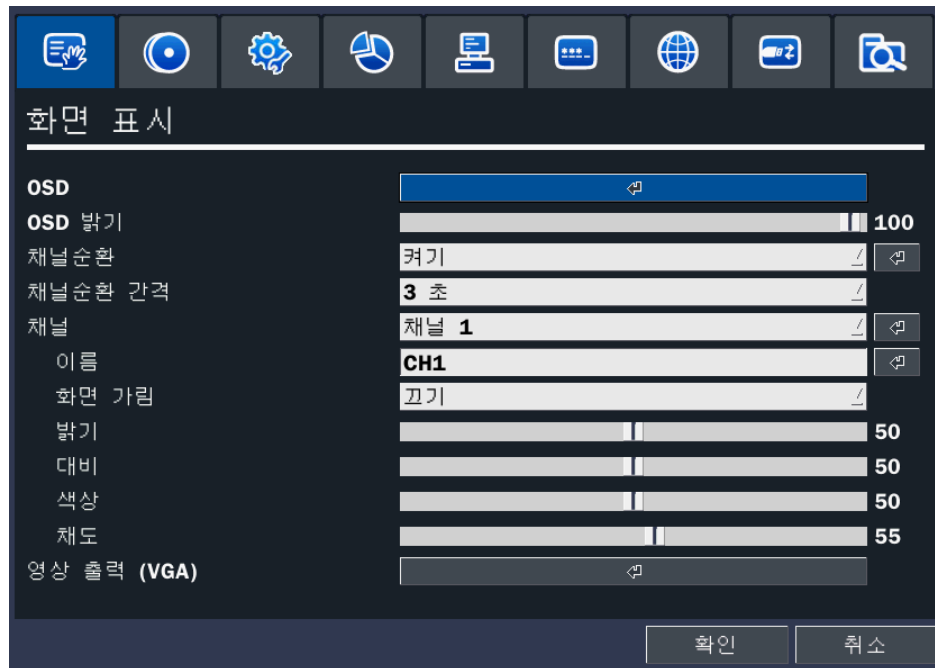 화면 표시
OSD
OSD 밝기 100
채널순환 켜기
채널순환 간격 3 초
채널 채널 1
이름 CH1
화면 가림 끄기
밝기 50
대비 50
색상 50
채도 55
영상 출력 (VGA)
확인 취소